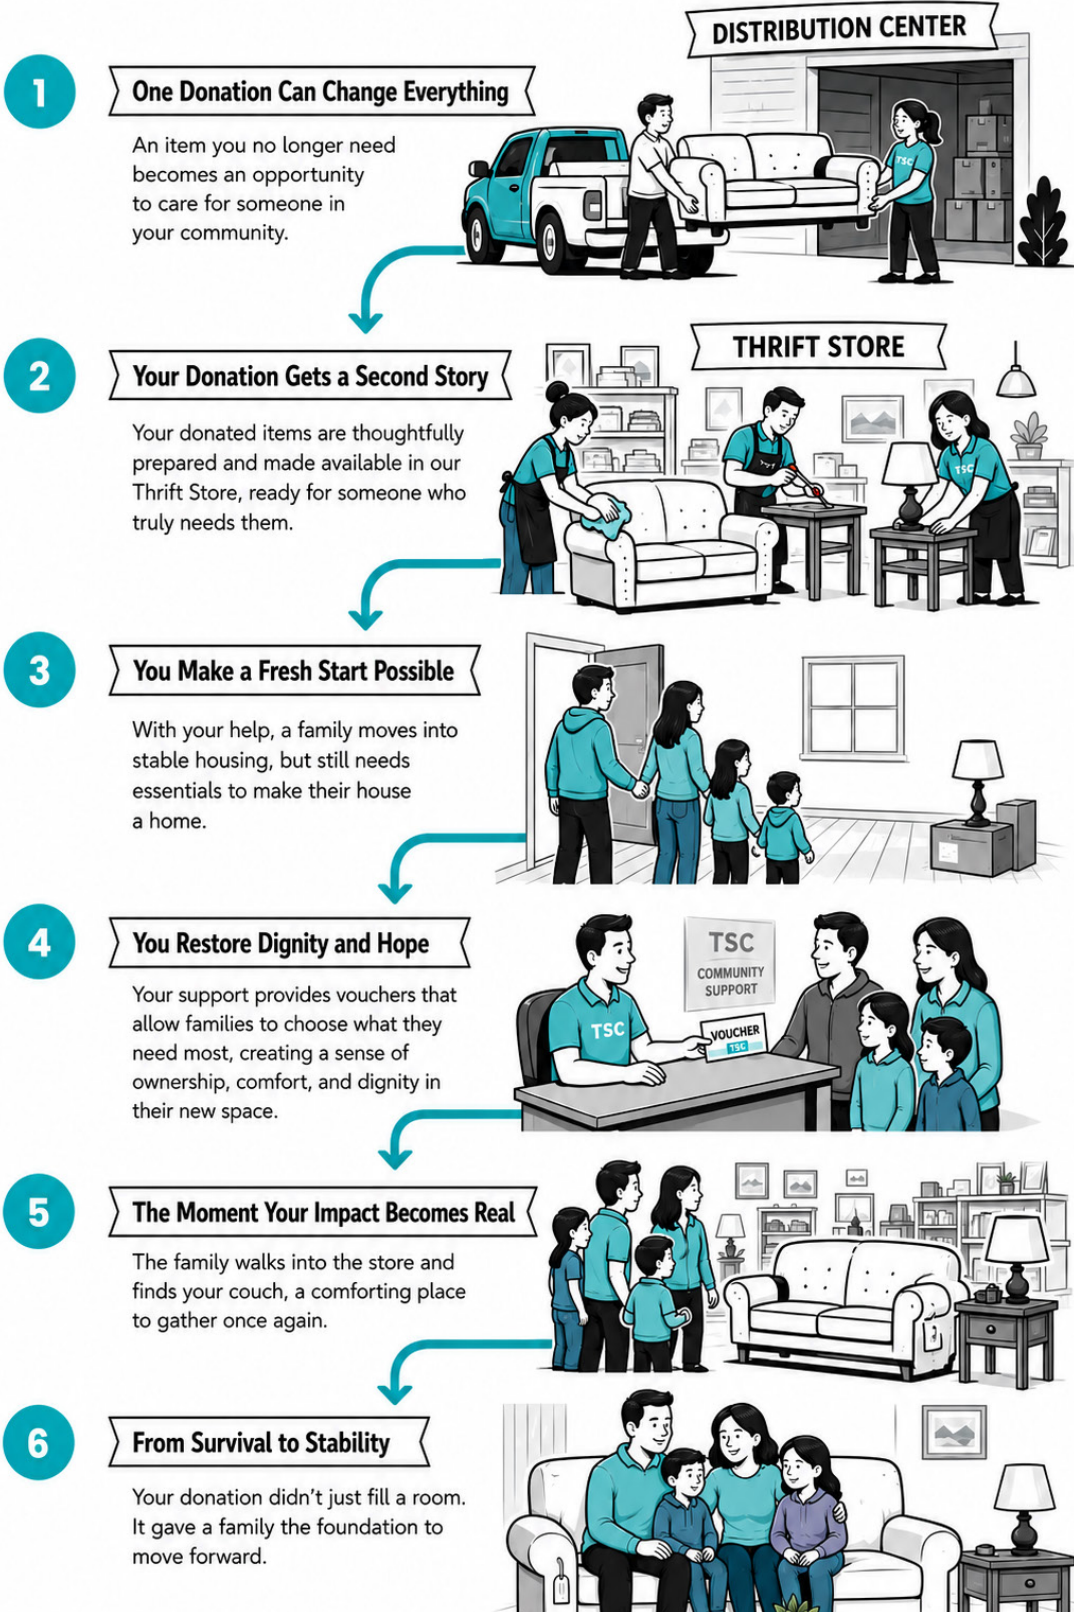 DISTRIBUTION CENTER
1
One Donation Can Change Everything
An item you no longer need
becomes an opportunity
to care for someone in
your community.
TSC
THRIFT STORE
2
Your Donation Gets a Second Story
Your donated items are thoughtfully
prepared and made available in our
Thrift Store, ready for someone who
truly needs them.
TSC
3
You Make a Fresh Start Possible
With your help, a family moves into
stable housing, but still needs
essentials to make their house
a home.
4
You Restore Dignity and Hope
Your support provides vouchers that
allow families to choose what they
need most, creating a sense of
ownership, comfort, and dignity in
their new space.
TSC
COMMUNITY
SUPPORT
TSC
VOUCHER
TSC
5
The Moment Your Impact Becomes Real
The family walks into the store and
finds your couch, a comforting place
to gather once again.
6
From Survival to Stability
Your donation didn't just fill a room.
It gave a family the foundation to
move forward.